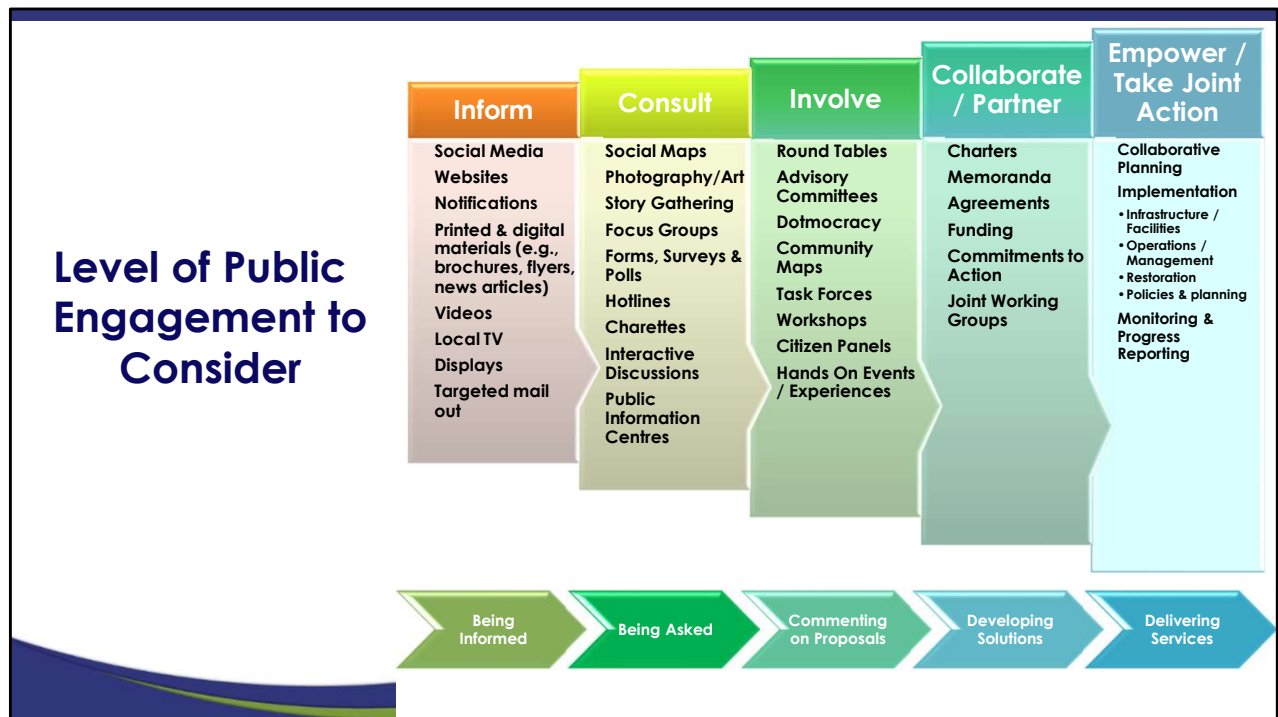 Level of Public
Engagement to
Consider
Inform
Social Media
Websites
Notifications
Printed & digital
materials (e.g.,
brochures, flyers,
news articles)
Videos
Local TV
Displays
Targeted mail
out
Consult
Social Maps
Photography/Art
Story Gathering
Focus Groups
Forms, Surveys &
Polls
Hotlines
Charettes
Interactive
Discussions
Public
Information
Centres
Involve
Round Tables
Advisory
Committees
Dotmocracy
Community
Maps
Task Forces
Workshops
Citizen Panels
Hands On Events
/ Experiences
Collaborate
/ Partner
Charters
Memoranda
Agreements
Funding
Commitments to
Action
Joint Working
Groups
Empower /
Take Joint
Action
Collaborative
Planning
Implementation
• Infrastructure /
Facilities
• Operations /
Management
• Restoration
• Policies & planning
Monitoring &
Progress
Reporting
Being
Informed
Being Asked
Commenting
on Proposals
Developing
Solutions
Delivering
Services